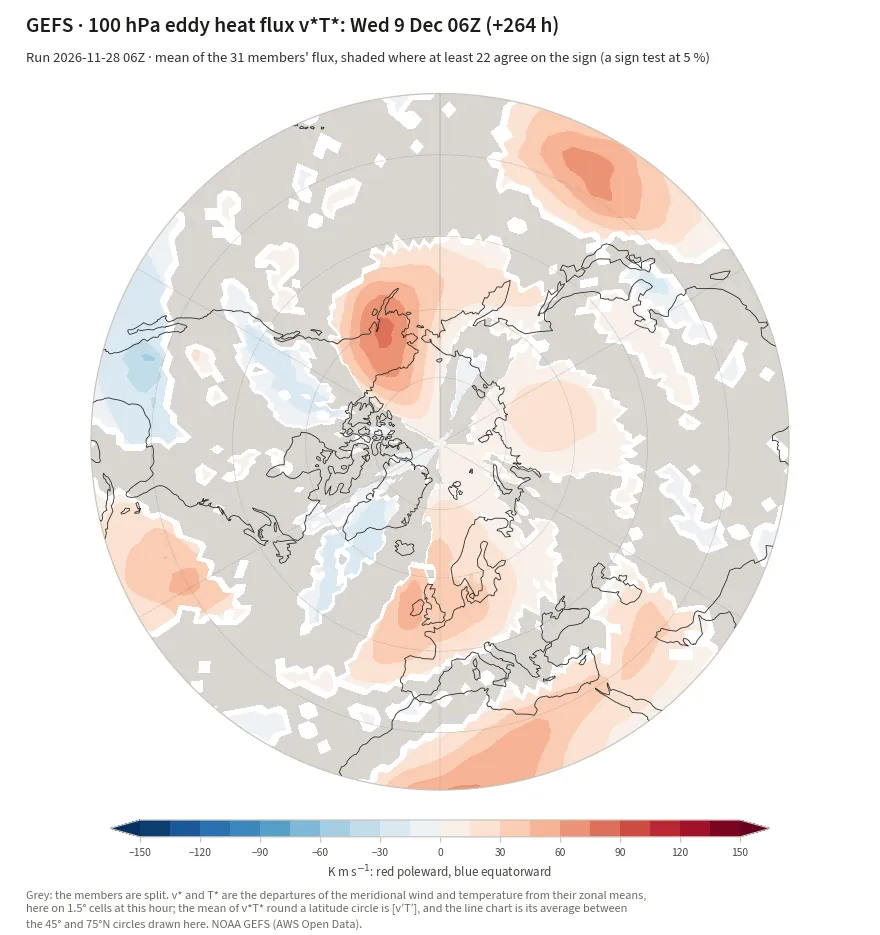 GEFS · 100 hPa eddy heat flux v*T*: Wed 9 Dec 06Z (+264 h)
Run 2026-11-28 06Z · mean of the 31 members' flux, shaded where at least 22 agree on the sign (a sign test at 5 %)
−150 −120 −90 −60 −30 0 30 60 90 120 150
K m s⁻¹: red poleward, blue equatorward
Grey: the members are split. v* and T* are the departures of the meridional wind and temperature from their zonal means,
here on 1.5° cells at this hour; the mean of v*T* round a latitude circle is [v'T'], and the line chart is its average between
the 45° and 75°N circles drawn here. NOAA GEFS (AWS Open Data).